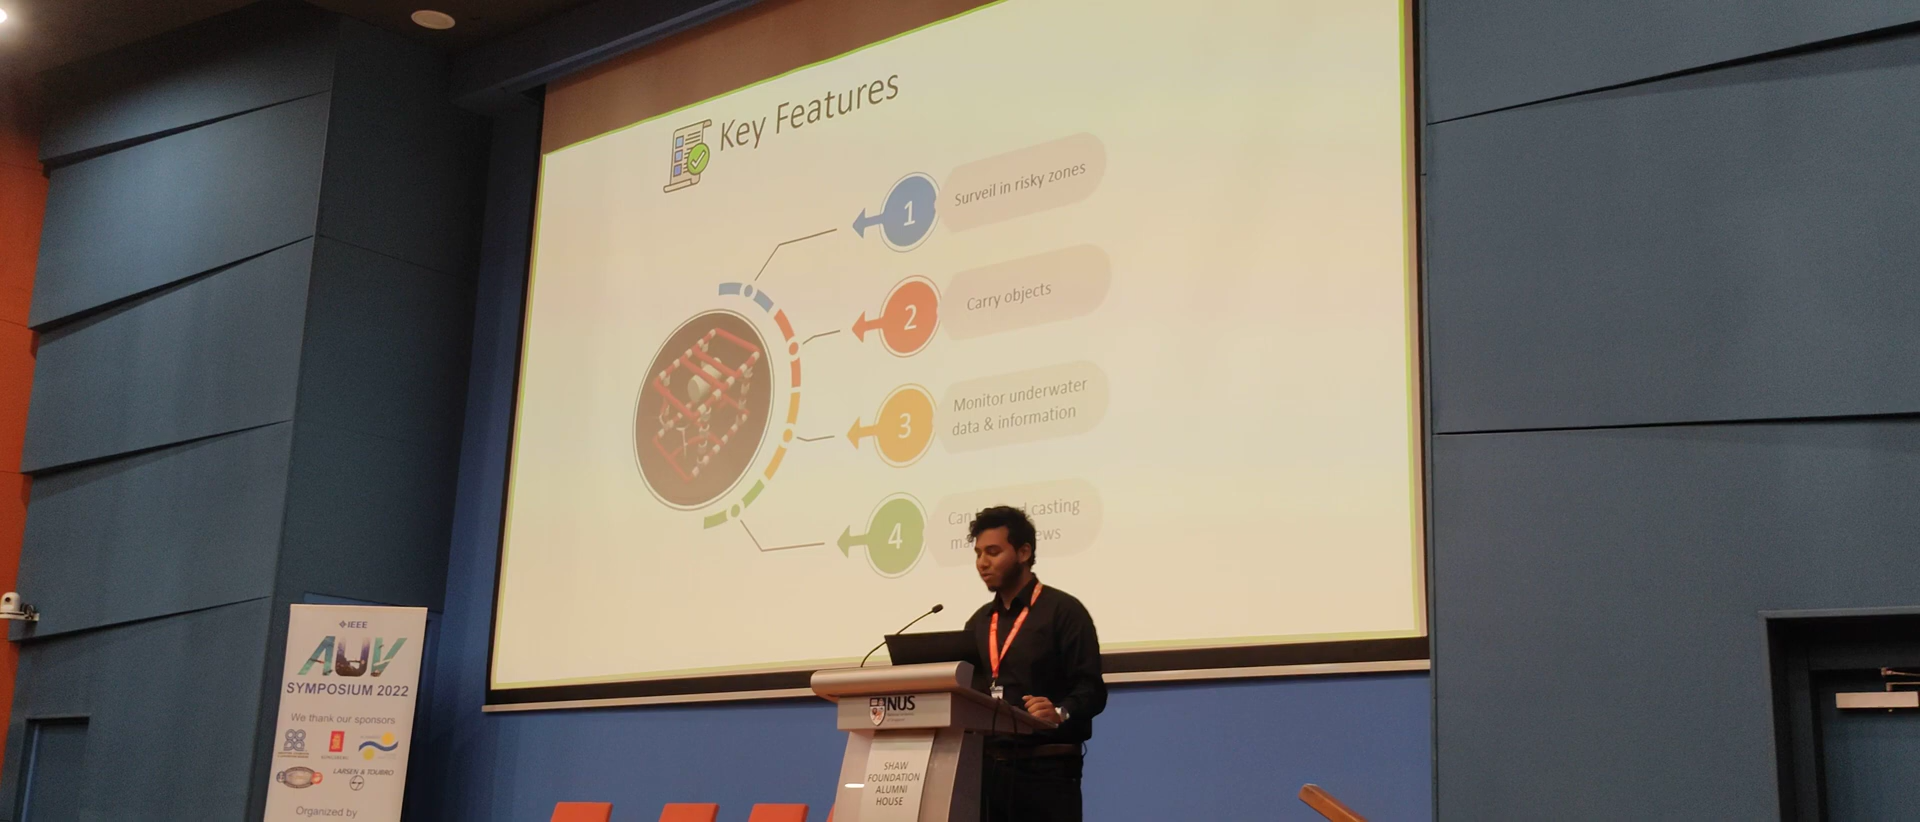 Key Features
1
Surveil in risky zones
2
Carry objects
3
Monitor underwater
data & information
4
Can casting
IEEE
AUV
SYMPOSIUM 2022
We thank our sponsors
LARSEN & TOUBRO
Organized by
NUS
SHAW
FOUNDATION
ALUMNI
HOUSE